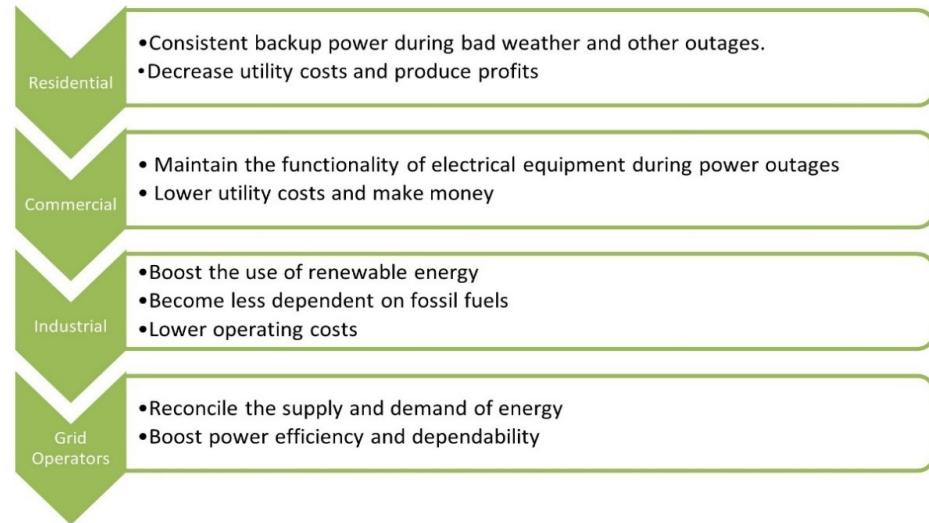 Residential
•Consistent backup power during bad weather and other outages.
•Decrease utility costs and produce profits
Commercial
• Maintain the functionality of electrical equipment during power outages
• Lower utility costs and make money
Industrial
•Boost the use of renewable energy
•Become less dependent on fossil fuels
•Lower operating costs
Grid
Operators
•Reconcile the supply and demand of energy
•Boost power efficiency and dependability